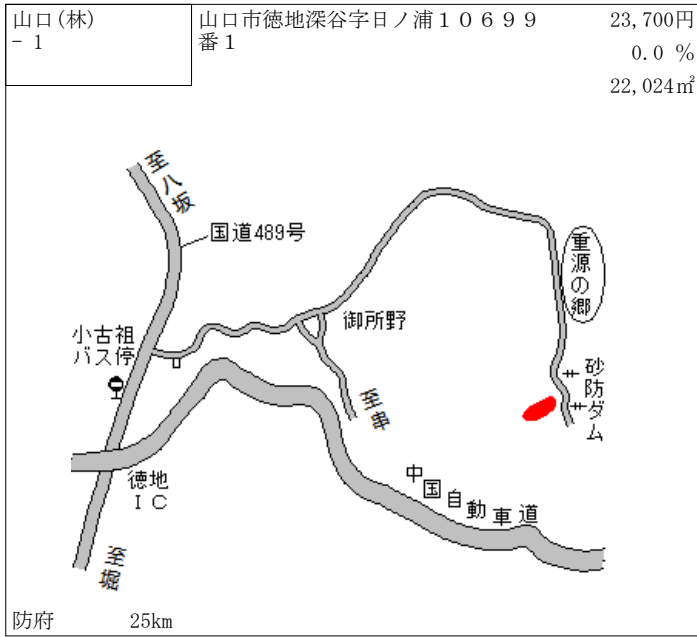 山口(林)
－ 1
山口市徳地深谷字日ノ浦１０６９９
番１
23,700円
0.0 %
22,024㎡
至八坂
国道489号
重源の郷
御所野
小古祖
バス停
砂防ダム
至串
徳地
ＩＣ
中国自動車道
至堀
防府 25km